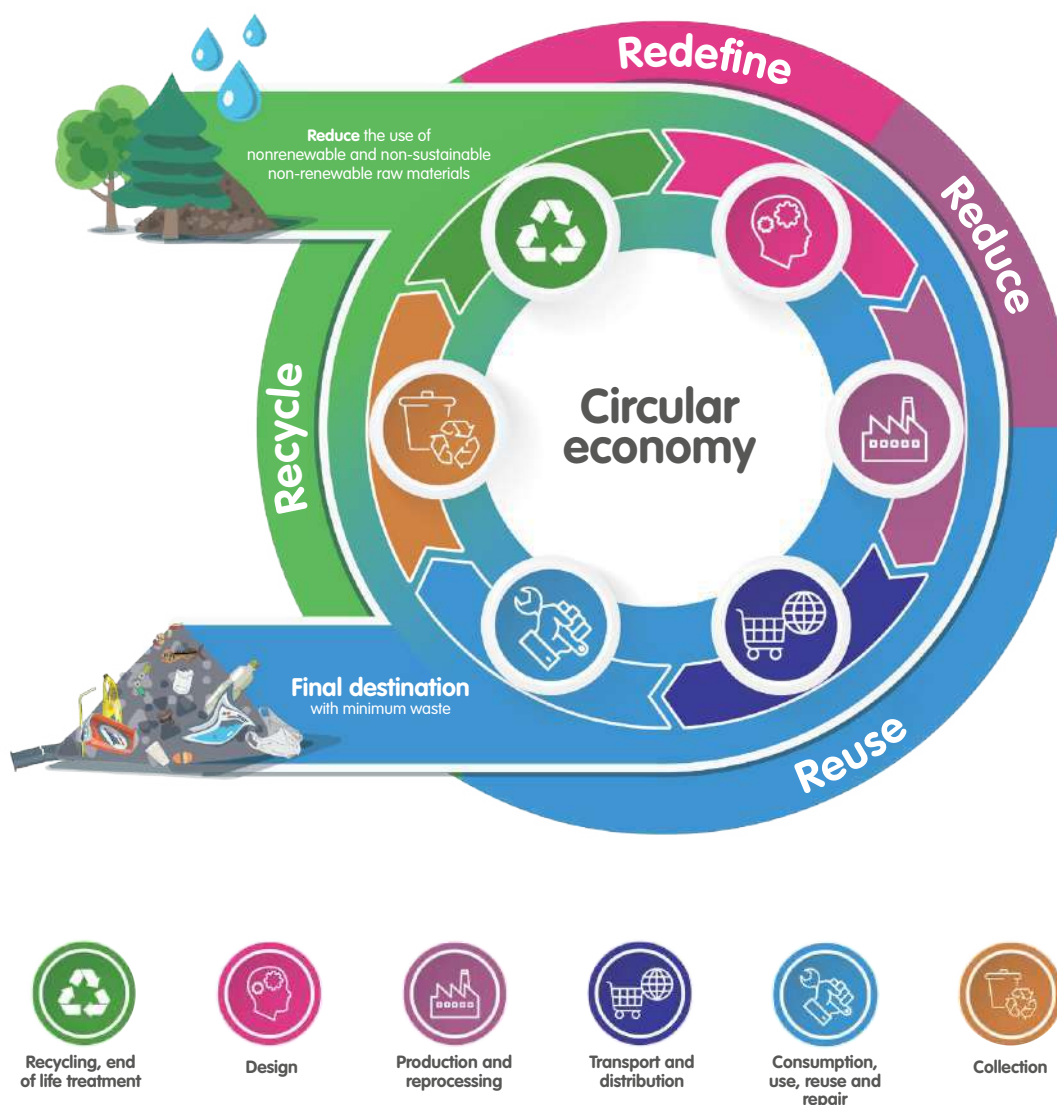 Redefine
Reduce the use of
nonrenewable and non-sustainable
non-renewable raw materials
Reduce
Recycle
Circular
economy
Final destination
with minimum waste
Reuse
Recycling, end
of life treatment
Design
Production and
reprocessing
Transport and
distribution
Consumption,
use, reuse and
repair
Collection